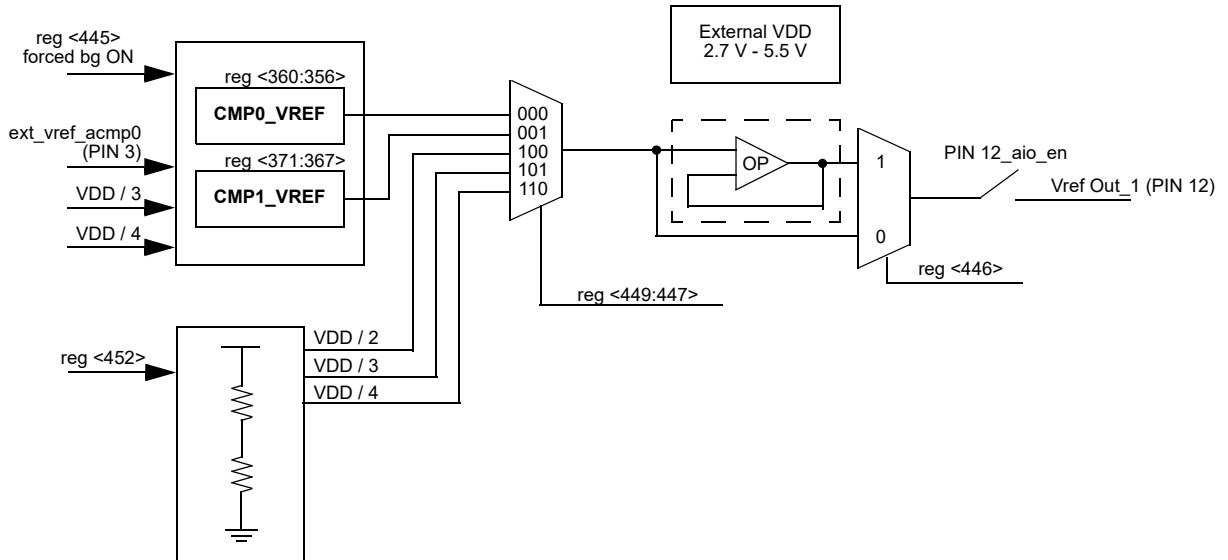 reg <445>
forced bg ON
ext_vref_acmp0
(PIN 3)
VDD / 3
VDD / 4
reg <360:356>
CMP0_VREF
reg <371:367>
CMP1_VREF
000
001
100
101
110
reg <449:447>
External VDD
2.7 V - 5.5 V
OP
1
0
reg <446>
PIN 12_aio_en
Vref Out_1 (PIN 12)
reg <452>
VDD / 2
VDD / 3
VDD / 4